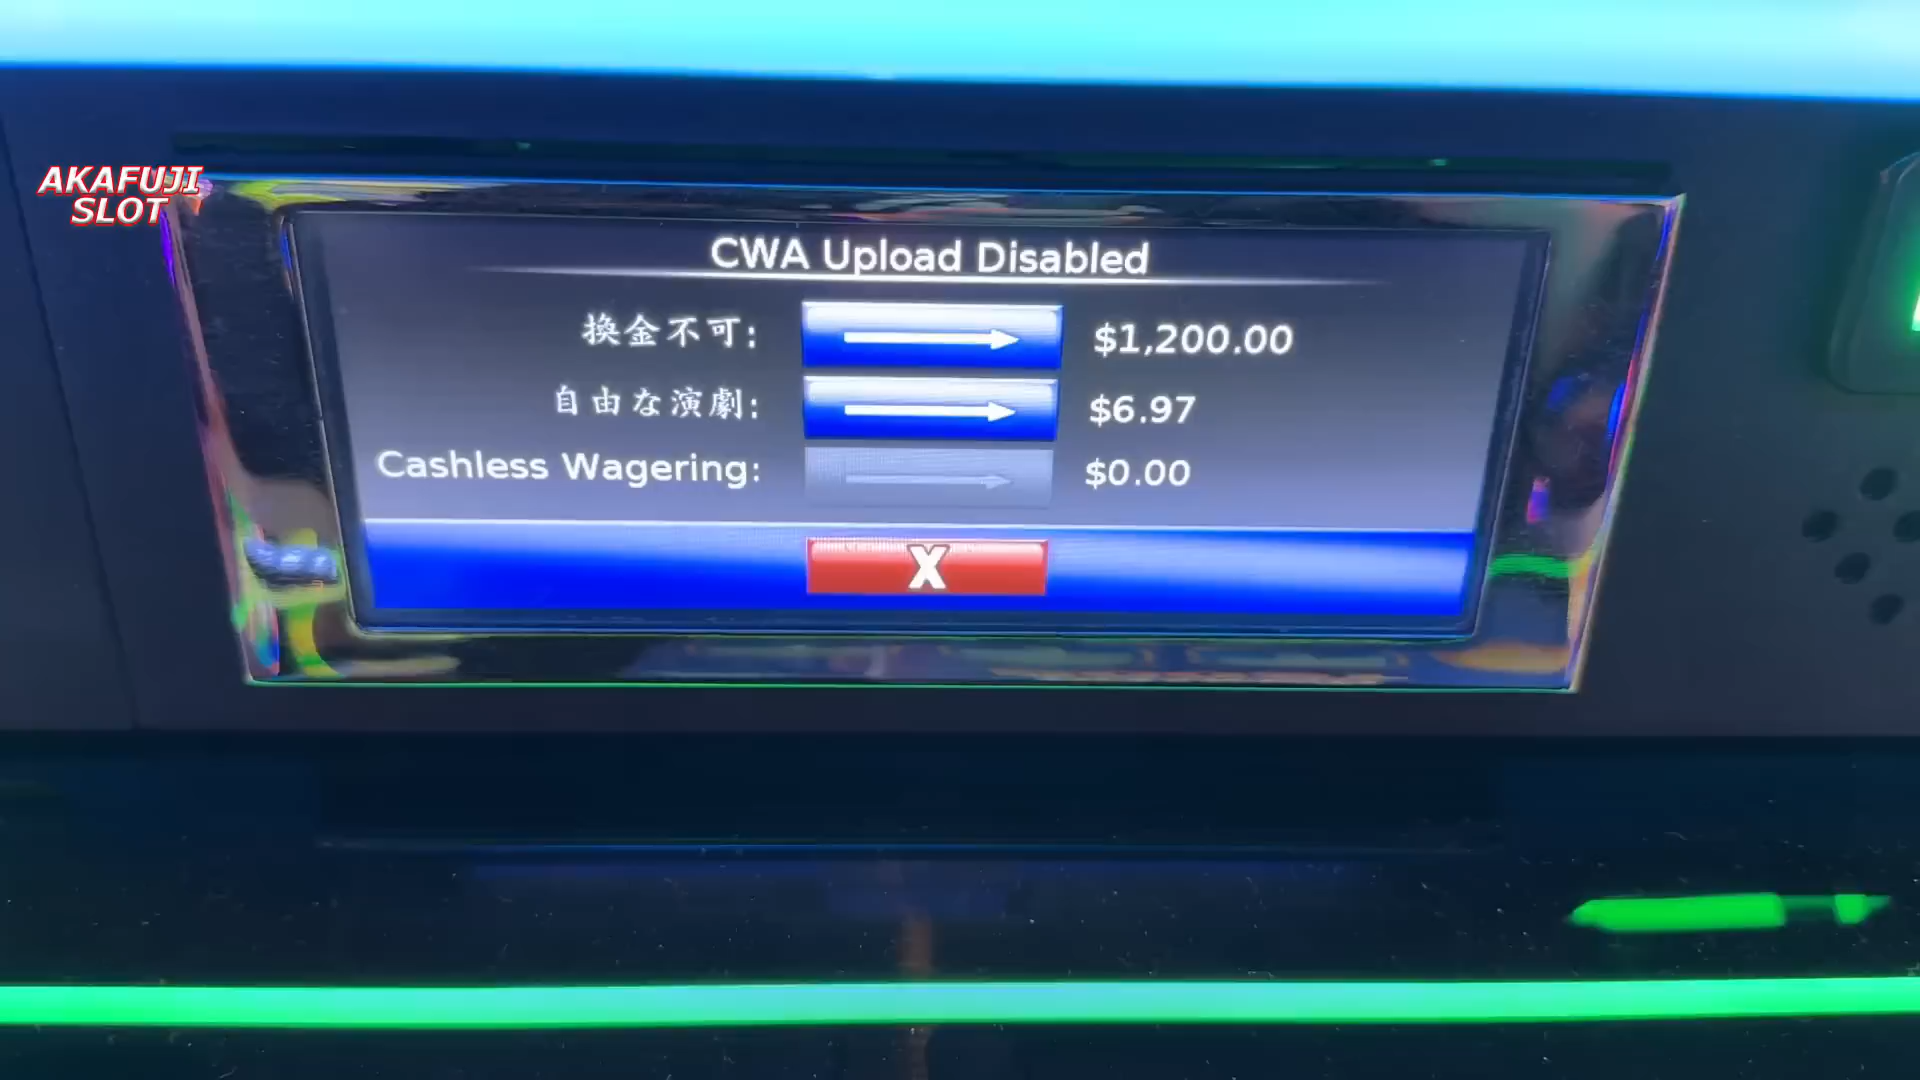 AKAFUJI
SLOT
CWA Upload Disabled
換金不可: $1,200.00
自由な演劇: $6.97
Cashless Wagering: $0.00
X